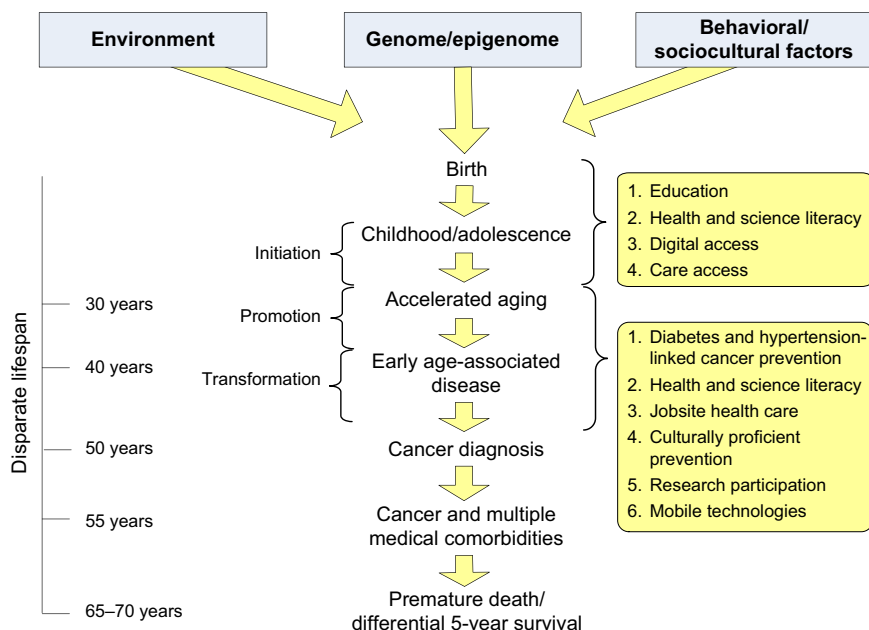 Environment
Genome/epigenome
Behavioral/
sociocultural factors
Disparate lifespan
30 years
40 years
50 years
55 years
65–70 years
Initiation
Promotion
Transformation
Birth
Childhood/adolescence
Accelerated aging
Early age-associated
disease
Cancer diagnosis
Cancer and multiple
medical comorbidities
Premature death/
differential 5-year survival
1. Education
2. Health and science literacy
3. Digital access
4. Care access
1. Diabetes and hypertension-
linked cancer prevention
2. Health and science literacy
3. Jobsite health care
4. Culturally proficient
prevention
5. Research participation
6. Mobile technologies